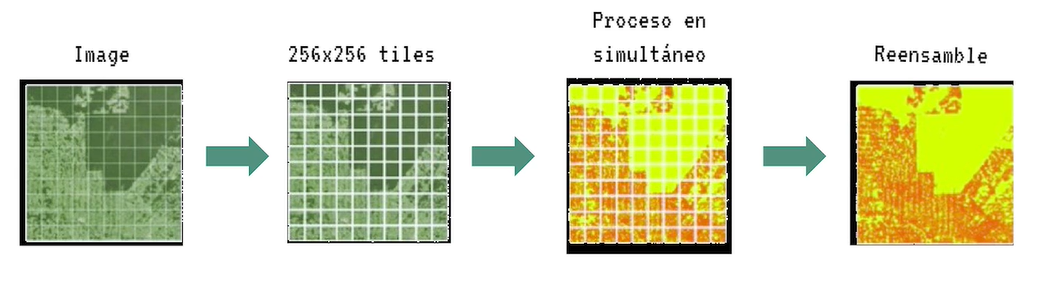 Image
256x256 tiles
Proceso en
simultáneo
Reensamble